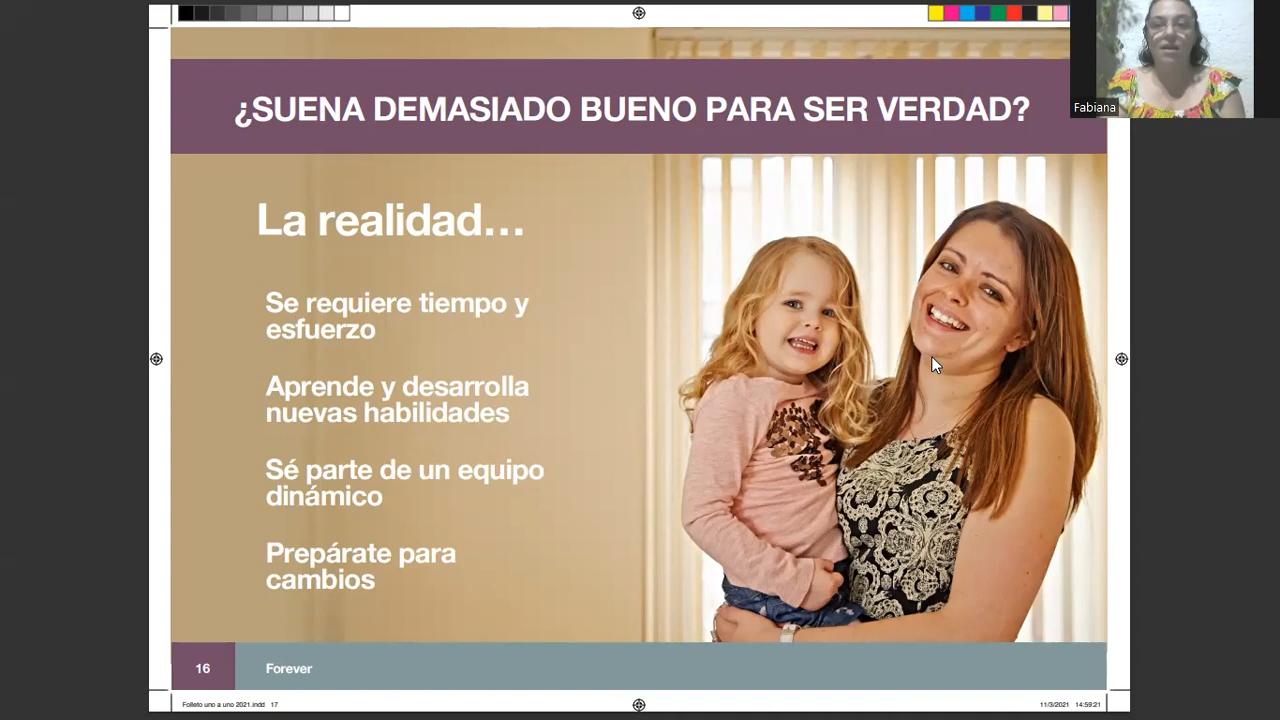 ¿SUENA DEMASIADO BUENO PARA SER VERDAD?
Fabiana
La realidad...
Se requiere tiempo y
esfuerzo
Aprende y desarrolla
nuevas habilidades
Sé parte de un equipo
dinámico
Prepárate para
cambios
16
Forever
Folleto uno a uno 2021.indd 17
11/3/2021 14:59:21